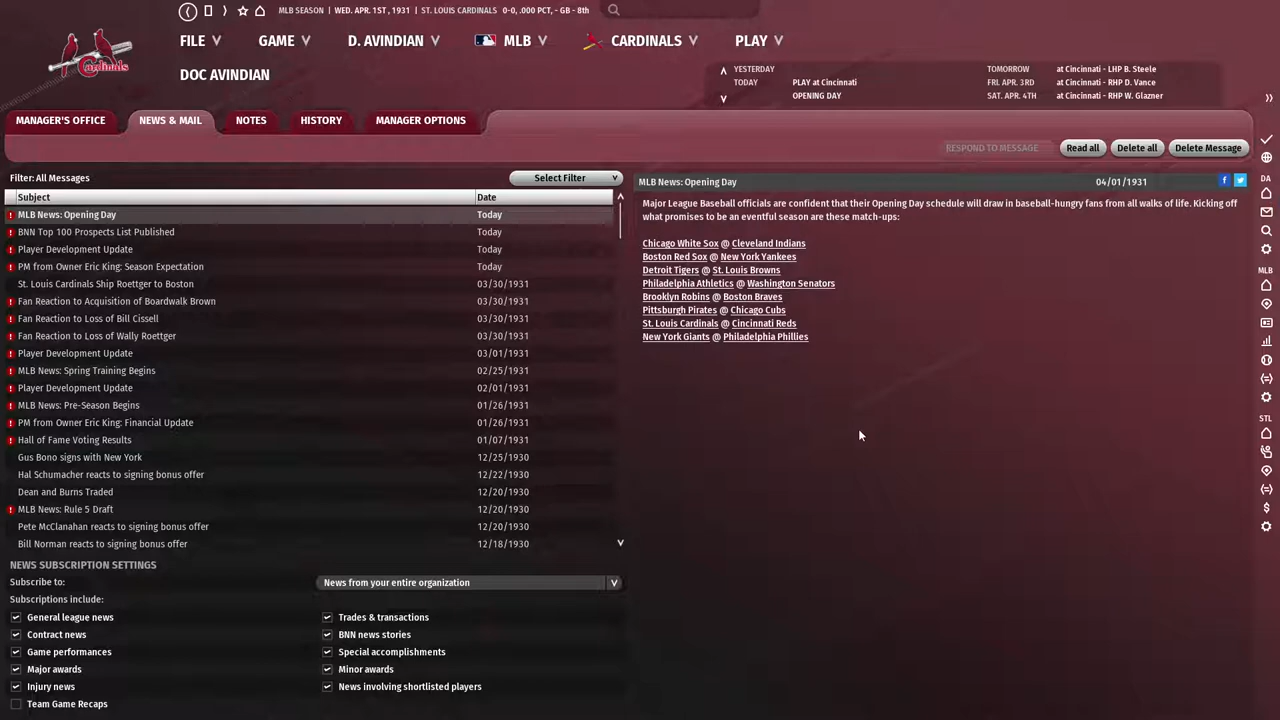 MLB SEASON | WED. APR. 1ST, 1931 | ST. LOUIS CARDINALS 0-0, .000 PCT, - GB - 8th
FILE GAME D. AVINDIAN MLB CARDINALS PLAY
Cardinals
DOC AVINDIAN
YESTERDAY
TODAY PLAY at Cincinnati
OPENING DAY
TOMORROW at Cincinnati - LHP B. Steele
FRI. APR. 3RD at Cincinnati - RHP D. Vance
SAT. APR. 4TH at Cincinnati - RHP W. Glazner
MANAGER'S OFFICE NEWS & MAIL NOTES HISTORY MANAGER OPTIONS
RESPOND TO MESSAGE Read all Delete all Delete Message
Filter: All Messages Select Filter
Subject Date
MLB News: Opening Day Today
BNN Top 100 Prospects List Published Today
Player Development Update Today
PM from Owner Eric King: Season Expectation Today
St. Louis Cardinals Ship Roettger to Boston 03/30/1931
Fan Reaction to Acquisition of Boardwalk Brown 03/30/1931
Fan Reaction to Loss of Bill Cissell 03/30/1931
Fan Reaction to Loss of Wally Roettger 03/30/1931
Player Development Update 03/01/1931
MLB News: Spring Training Begins 02/25/1931
Player Development Update 02/01/1931
MLB News: Pre-Season Begins 01/26/1931
PM from Owner Eric King: Financial Update 01/26/1931
Hall of Fame Voting Results 01/07/1931
Gus Bono signs with New York 12/25/1930
Hal Schumacher reacts to signing bonus offer 12/22/1930
Dean and Burns Traded 12/20/1930
MLB News: Rule 5 Draft 12/20/1930
Pete McClanahan reacts to signing bonus offer 12/20/1930
Bill Norman reacts to signing bonus offer 12/18/1930
NEWS SUBSCRIPTION SETTINGS
Subscribe to: News from your entire organization
Subscriptions include:
General league news Trades & transactions
Contract news BNN news stories
Game performances Special accomplishments
Major awards Minor awards
Injury news News involving shortlisted players
Team Game Recaps
MLB News: Opening Day 04/01/1931
Major League Baseball officials are confident that their Opening Day schedule will draw in baseball-hungry fans from all walks of life. Kicking off
what promises to be an eventful season are these match-ups:
Chicago White Sox @ Cleveland Indians
Boston Red Sox @ New York Yankees
Detroit Tigers @ St. Louis Browns
Philadelphia Athletics @ Washington Senators
Brooklyn Robins @ Boston Braves
Pittsburgh Pirates @ Chicago Cubs
St. Louis Cardinals @ Cincinnati Reds
New York Giants @ Philadelphia Phillies
DA
MLB
STL